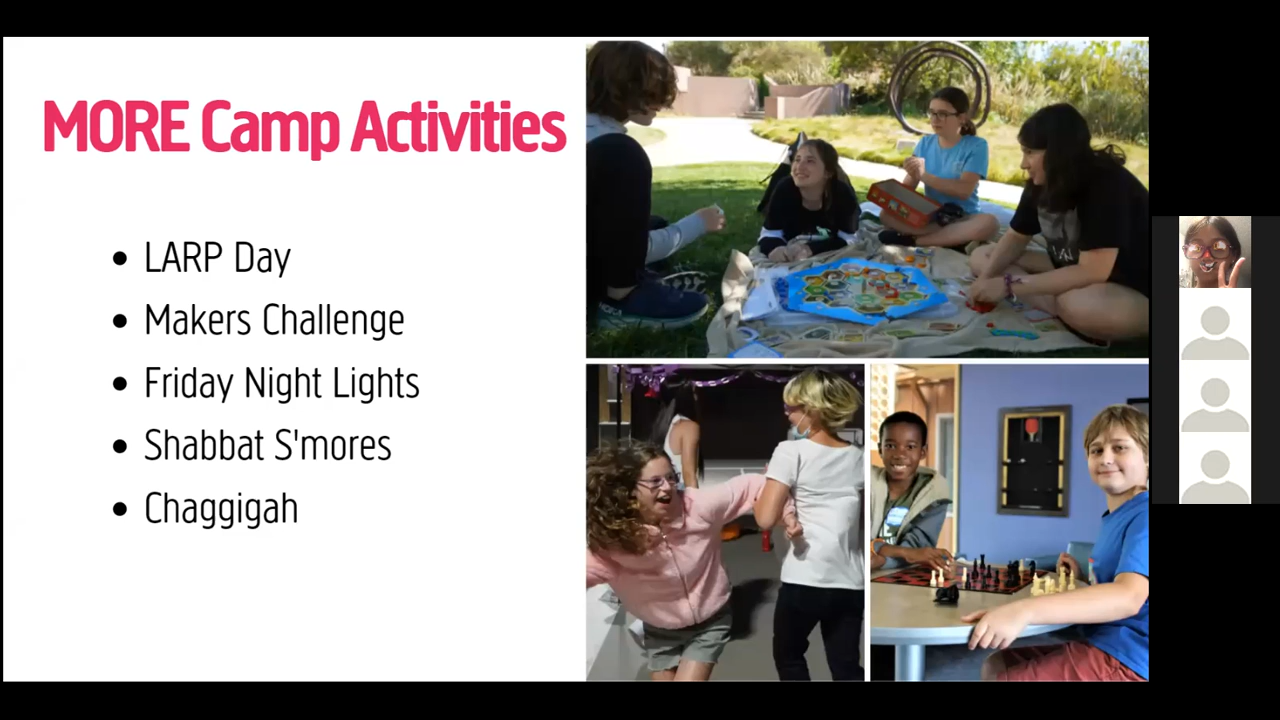 MORE Camp Activities
• LARP Day
• Makers Challenge
• Friday Night Lights
• Shabbat S'mores
• Chaggigah